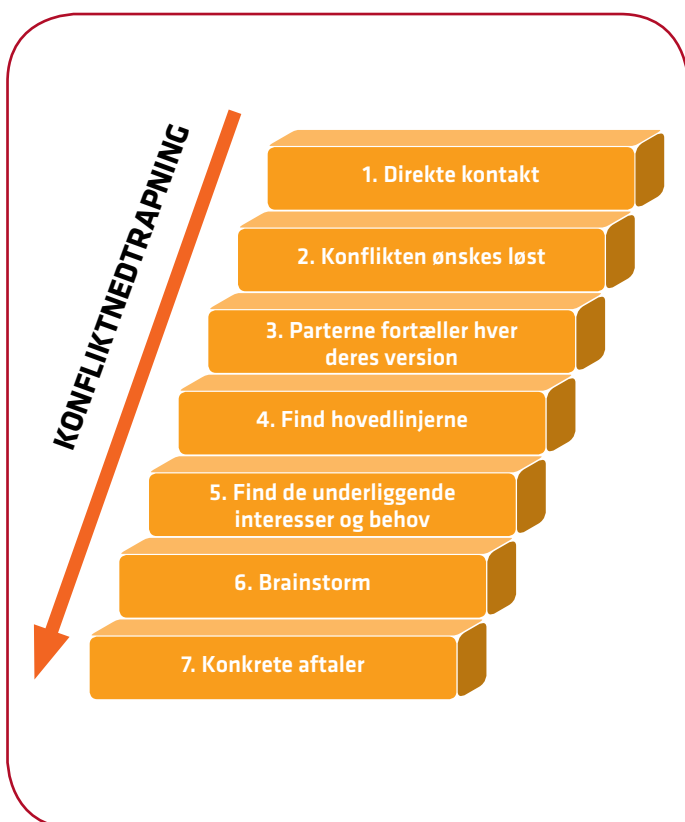 KONFLIKTNEDTRAPNING
1. Direkte kontakt
2. Konflikten ønskes løst
3. Parterne fortæller hver
deres version
4. Find hovedlinjerne
5. Find de underliggende
interesser og behov
6. Brainstorm
7. Konkrete aftaler